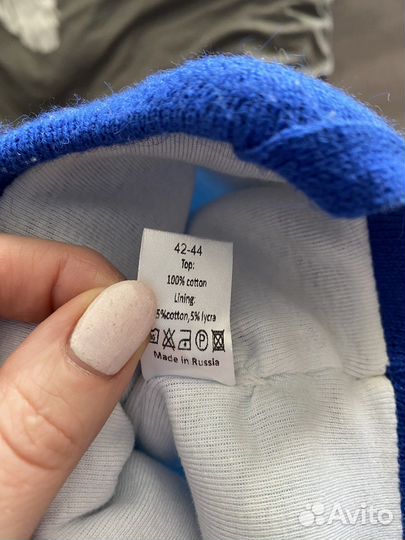 42-44
Top:
100% cotton
Lining:
5%cotton,5% lycra
P
Made in Russia
Avito